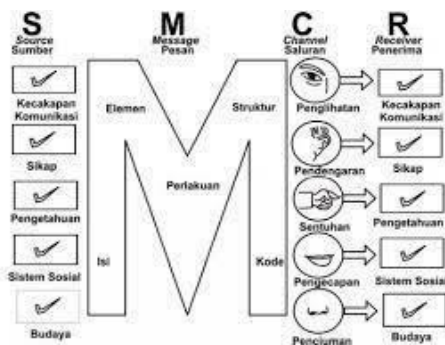 S M C R
Source Message Channel Receiver
Sumber Pesan Saluran Penerima
Kecakapan
Komunikasi
Sikap
Pengetahuan
Sistem Sosial
Budaya
Elemen
Struktur
Perlakuan
Isi
Kode
Penglihatan
Pendengaran
Sentuhan
Pengecapan
Penciuman
Kecakapan
Komunikasi
Sikap
Pengetahuan
Sistem Sosial
Budaya